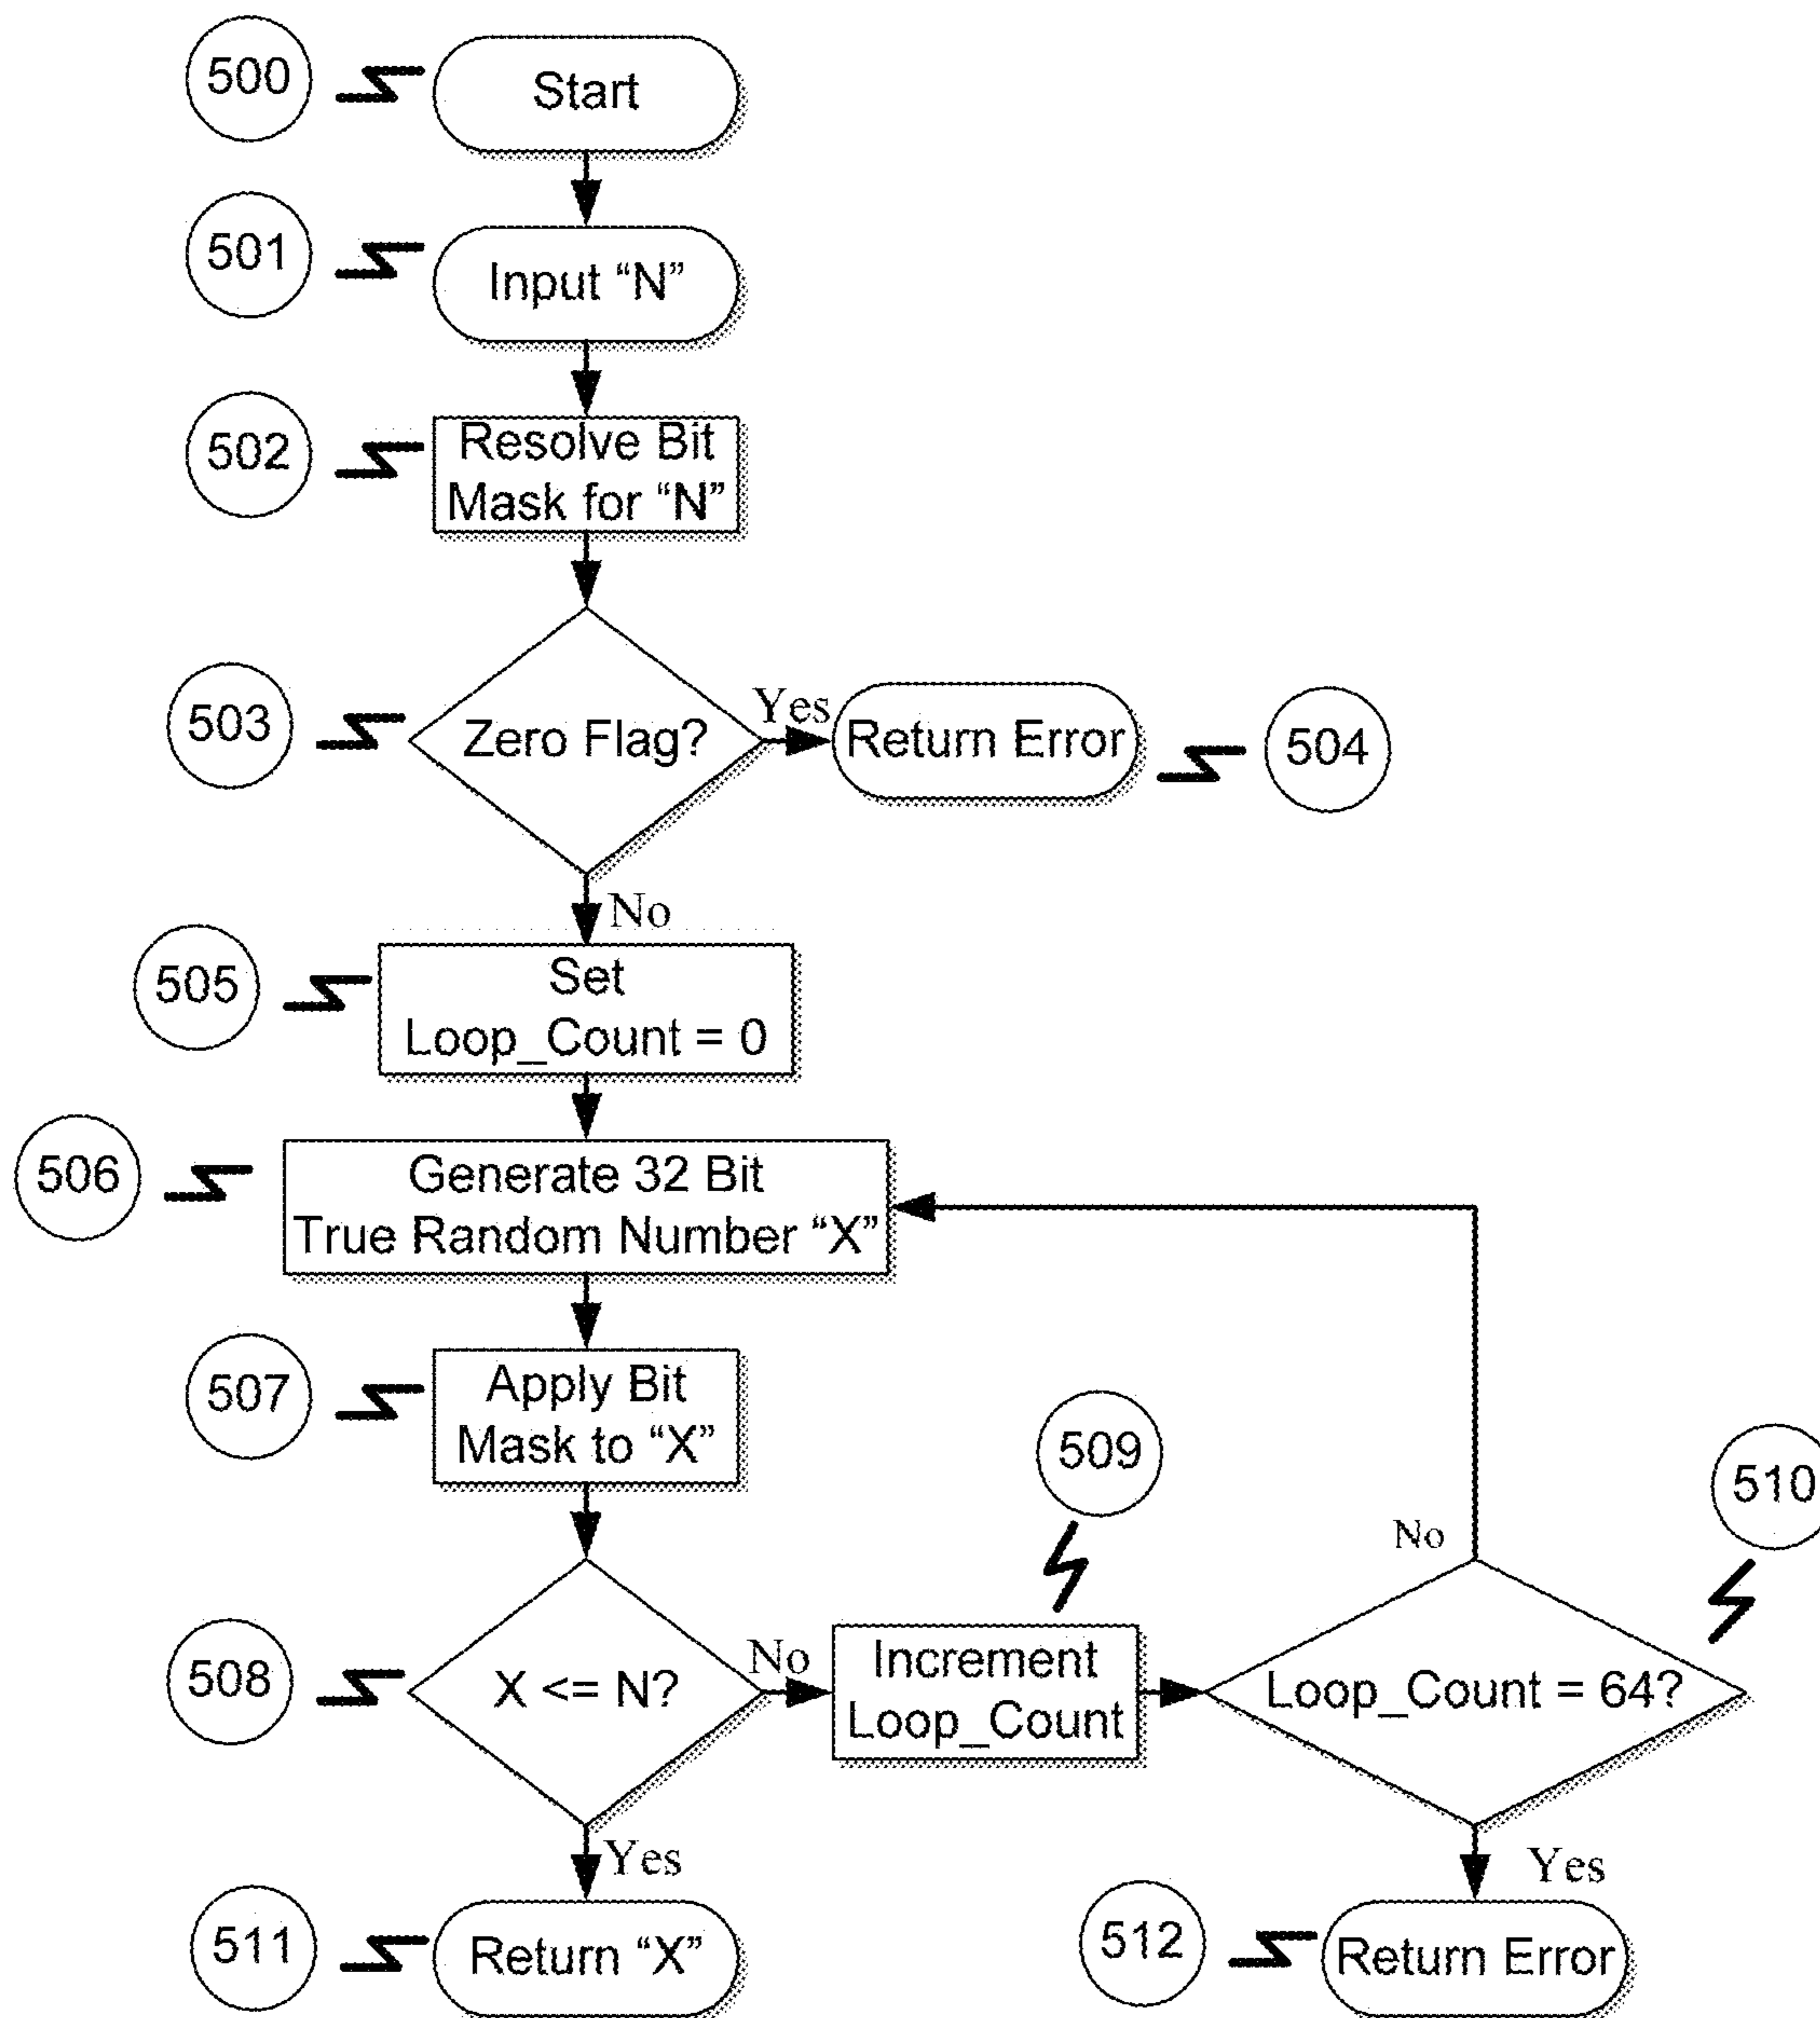 500
Start
501
Input “N”
502
Resolve Bit
Mask for “N”
503
Zero Flag?
Yes
Return Error
504
No
505
Set
Loop_Count = 0
506
Generate 32 Bit
True Random Number “X”
507
Apply Bit
Mask to “X”
508
X <= N?
No
509
Increment
Loop_Count
510
No
Loop_Count = 64?
Yes
Yes
511
Return “X”
512
Return Error